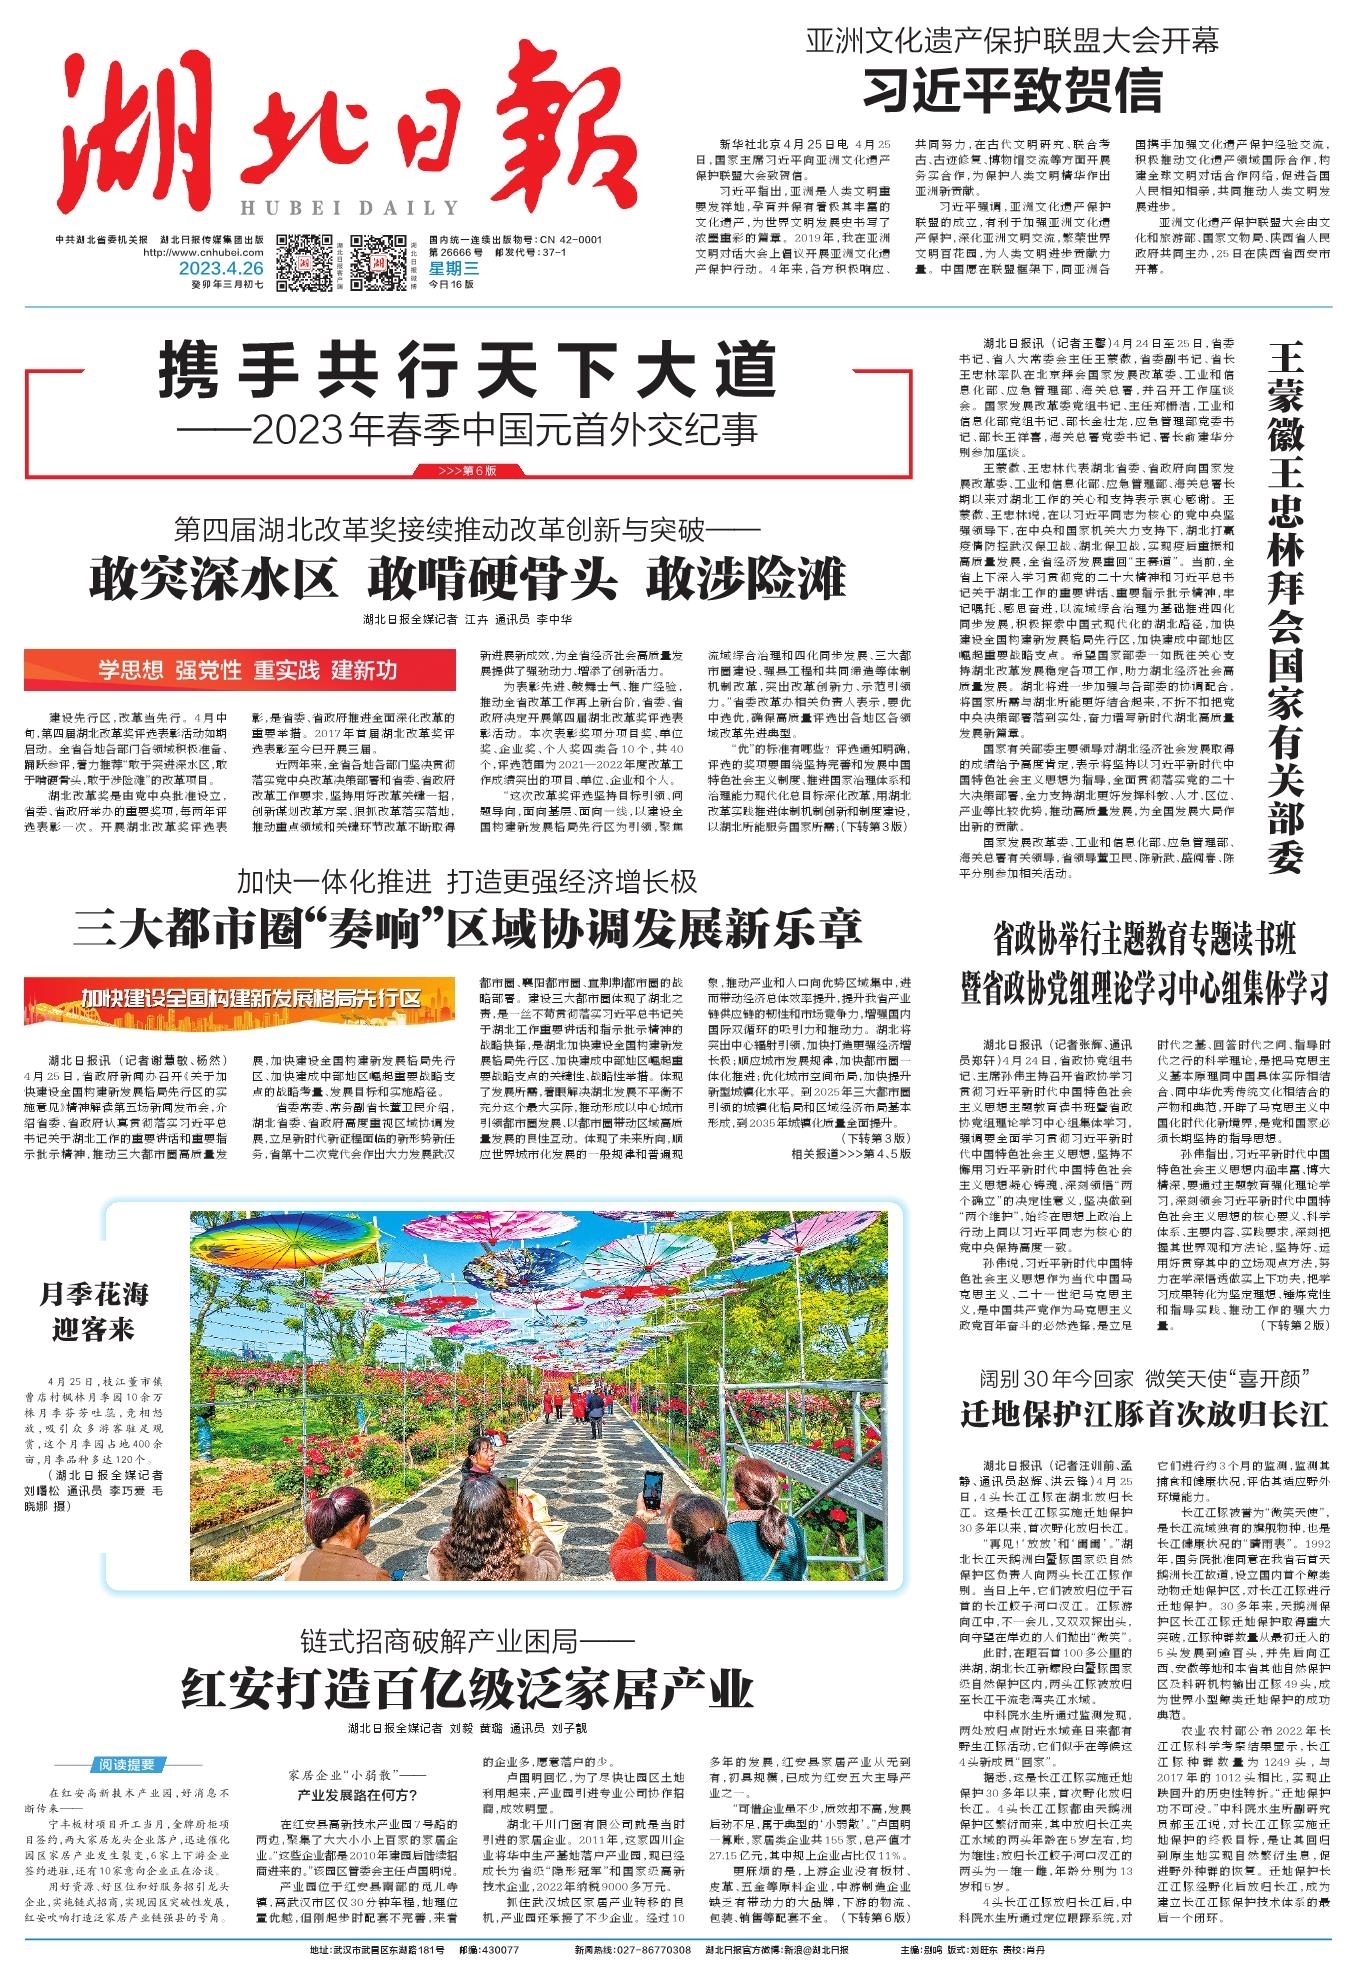 湖北日報
HUBEI DAILY
中共湖北省委机关报 湖北日报传媒集团出版
http://www.cnhubei.com
2023.4.26
癸卯年三月初七
湖北日报客户端
湖北日报微博
国内统一连续出版物号:CN 42-0001
第26666号 邮发代号:37-1
星期三
今日16版
亚洲文化遗产保护联盟大会开幕
习近平致贺信
新华社北京4月25日电 4月25
日,国家主席习近平向亚洲文化遗产
保护联盟大会致贺信。
习近平指出,亚洲是人类文明重
要发祥地,孕育并保有着极其丰富的
文化遗产,为世界文明发展史书写了
浓墨重彩的篇章。2019年,我在亚洲
文明对话大会上倡议开展亚洲文化遗
产保护行动。4年来,各方积极响应、
共同努力,在古代文明研究、联合考
古、古迹修复、博物馆交流等方面开展
务实合作,为保护人类文明精华作出
亚洲新贡献。
习近平强调,亚洲文化遗产保护
联盟的成立,有利于加强亚洲文化遗
产保护,深化亚洲文明交流,繁荣世界
文明百花园,为人类文明进步贡献力
量。中国愿在联盟框架下,同亚洲各
国携手加强文化遗产保护经验交流,
积极推动文化遗产领域国际合作,构
建全球文明对话合作网络,促进各国
人民相知相亲,共同推动人类文明发
展进步。
亚洲文化遗产保护联盟大会由文
化和旅游部、国家文物局、陕西省人民
政府共同主办,25日在陕西省西安市
开幕。
携手共行天下大道
——2023年春季中国元首外交纪事
>>>第6版
第四届湖北改革奖接续推动改革创新与突破——
敢突深水区 敢啃硬骨头 敢涉险滩
湖北日报全媒记者 江卉 通讯员 李中华
学思想 强党性 重实践 建新功
建设先行区,改革当先行。4月中
旬,第四届湖北改革奖评选表彰活动如期
启动。全省各地各部门各领域积极准备、
踊跃参评,着力推荐“敢于突进深水区,敢
于啃硬骨头,敢于涉险滩”的改革项目。
湖北改革奖是由党中央批准设立,
省委、省政府举办的重要奖项,每两年评
选表彰一次。开展湖北改革奖评选表
彰,是省委、省政府推进全面深化改革的
重要举措。2017年首届湖北改革奖评
选表彰至今已开展三届。
近两年来,全省各地各部门坚决贯彻
落实党中央改革决策部署和省委、省政府
改革工作要求,坚持用好改革关键一招,
创新谋划改革方案、狠抓改革落实落地,
推动重点领域和关键环节改革不断取得
新进展新成效,为全省经济社会高质量发
展提供了强劲动力、增添了创新活力。
为表彰先进、鼓舞士气、推广经验,
推动全省改革工作再上新台阶,省委、省
政府决定开展第四届湖北改革奖评选表
彰活动。本次表彰奖项分项目奖、单位
奖、企业奖、个人奖四类各10个,共40
个,评选范围为2021—2022年度改革工
作成绩突出的项目、单位、企业和个人。
“这次改革奖评选坚持目标引领、问
题导向,面向基层、面向一线,以建设全
国构建新发展格局先行区为引领,聚焦
流域综合治理和四化同步发展、三大都
市圈建设、强县工程和共同缔造等体制
机制改革,突出改革创新力、示范引领
力。”省委改革办相关负责人表示,要优
中选优,确保高质量评选出各地区各领
域改革先进典型。
“优”的标准有哪些?评选通知明确,
评选的奖项要围绕坚持完善和发展中国
特色社会主义制度、推进国家治理体系和
治理能力现代化总目标深化改革,用湖北
改革实践推进体制机制创新和制度建设,
以湖北所能服务国家所需;(下转第3版)
加快一体化推进 打造更强经济增长极
三大都市圈“奏响”区域协调发展新乐章
加快建设全国构建新发展格局先行区
湖北日报讯(记者谢慧敏、杨然)
4月25日,省政府新闻办召开《关于加
快建设全国构建新发展格局先行区的实
施意见》精神解读第五场新闻发布会,介
绍省委、省政府认真贯彻落实习近平总
书记关于湖北工作的重要讲话和重要指
示批示精神,推动三大都市圈高质量发
展,加快建设全国构建新发展格局先行
区、加快建成中部地区崛起重要战略支
点的战略考量、发展目标和实施路径。
省委常委、常务副省长董卫民介绍,
湖北省委、省政府高度重视区域协调发
展,立足新时代新征程面临的新形势新任
务,省第十二次党代会作出大力发展武汉
都市圈、襄阳都市圈、宜荆荆都市圈的战
略部署。建设三大都市圈体现了湖北之
责,是一丝不苟贯彻落实习近平总书记关
于湖北工作重要讲话和指示批示精神的
战略抉择,是湖北加快建设全国构建新发
展格局先行区、加快建成中部地区崛起重
要战略支点的关键性、战略性举措。体现
了发展所需,着眼解决湖北发展不平衡不
充分这个最大实际,推动形成以中心城市
引领都市圈发展、以都市圈带动区域高质
量发展的良性互动。体现了未来所向,顺
应世界城市化发展的一般规律和普遍现
象,推动产业和人口向优势区域集中,进
而带动经济总体效率提升,提升我省产业
链供应链的韧性和市场竞争力,增强国内
国际双循环的吸引力和推动力。湖北将
突出中心辐射引领,加快打造更强经济增
长极;顺应城市发展规律,加快都市圈一
体化推进;优化城市空间布局,加快提升
新型城镇化水平。到2025年三大都市圈
引领的城镇化格局和区域经济布局基本
形成,到2035年城镇化质量全面提升。
(下转第3版)
相关报道>>>第4、5版
月季花海
迎客来
4月25日,枝江董市镇
曹店村枫林月季园10余万
株月季芬芳吐蕊,竞相怒
放,吸引众多游客驻足观
赏,这个月季园占地400余
亩,月季品种多达120个。
(湖北日报全媒记者
刘曙松 通讯员 李巧爱 毛
晓娜 摄)
链式招商破解产业困局——
红安打造百亿级泛家居产业
湖北日报全媒记者 刘毅 黄璐 通讯员 刘子靓
阅读提要
在红安高新技术产业园,好消息不
断传来——
宁丰板材项目开工当月,金牌厨柜项
目签约,两大家居龙头企业落户,迅速催化
园区家居产业发生裂变,6家上下游企业
签约进驻,还有10家意向企业正在洽谈。
用好资源、好区位和好服务招引龙头
企业,实施链式招商,实现园区突破性发展,
红安吹响打造泛家居产业链强县的号角。
家居企业“小弱散”——
产业发展路在何方?
在红安县高新技术产业园7号路的
两边,聚集了大大小小上百家的家居企
业。“这些企业都是2010年建园后陆续招
商进来的。”该园区管委会主任卢国明说。
产业园位于红安县南部的觅儿寺
镇,离武汉市区仅30分钟车程,地理位
置优越,但刚起步时配套不完善,来看
的企业多,愿意落户的少。
卢国明回忆,为了尽快让园区土地
利用起来,产业园引进专业公司协作招
商,成效明显。
湖北千川门窗有限公司就是当时
引进的家居企业。2011年,这家四川企
业将华中生产基地落户产业园,现已经
成长为省级“隐形冠军”和国家级高新
技术企业,2022年纳税9000多万元。
抓住武汉城区家居产业转移的良
机,产业园还承接了不少企业。经过10
多年的发展,红安县家居产业从无到
有,初具规模,已成为红安五大主导产
业之一。
“可惜企业虽不少,质效却不高,发展
后劲不足,属于典型的‘小弱散’。”卢国明
一算账,家居类企业共155家,总产值才
27.15亿元,其中规上企业占比仅11%。
更麻烦的是,上游企业没有板材、
皮革、五金等原料企业,中游制造企业
缺乏有带动力的大品牌,下游的物流、
包装、销售等配套不全。(下转第6版)
王蒙徽王忠林拜会国家有关部委
湖北日报讯(记者王馨)4月24日至25日,省委
书记、省人大常委会主任王蒙徽,省委副书记、省长
王忠林率队在北京拜会国家发展改革委、工业和信
息化部、应急管理部、海关总署,并召开工作座谈
会。国家发展改革委党组书记、主任郑栅洁,工业和
信息化部党组书记、部长金壮龙,应急管理部党委书
记、部长王祥喜,海关总署党委书记、署长俞建华分
别参加座谈。
王蒙徽、王忠林代表湖北省委、省政府向国家发
展改革委、工业和信息化部、应急管理部、海关总署长
期以来对湖北工作的关心和支持表示衷心感谢。王
蒙徽、王忠林说,在以习近平同志为核心的党中央坚
强领导下,在中央和国家机关大力支持下,湖北打赢
疫情防控武汉保卫战、湖北保卫战,实现疫后重振和
高质量发展,全省经济发展重回“主赛道”。当前,全
省上下深入学习贯彻党的二十大精神和习近平总书
记关于湖北工作的重要讲话、重要指示批示精神,牢
记嘱托、感恩奋进,以流域综合治理为基础推进四化
同步发展,积极探索中国式现代化的湖北路径,加快
建设全国构建新发展格局先行区,加快建成中部地区
崛起重要战略支点。希望国家部委一如既往关心支
持湖北改革发展稳定各项工作,助力湖北经济社会高
质量发展。湖北将进一步加强与各部委的协调配合,
将国家所需与湖北所能更好结合起来,不折不扣把党
中央决策部署落到实处,奋力谱写新时代湖北高质量
发展新篇章。
国家有关部委主要领导对湖北经济社会发展取得
的成绩给予高度肯定,表示将坚持以习近平新时代中
国特色社会主义思想为指导,全面贯彻落实党的二十
大决策部署,全力支持湖北更好发挥科教、人才、区位、
产业等比较优势,推动高质量发展,为全国发展大局作
出新的贡献。
国家发展改革委、工业和信息化部、应急管理部、
海关总署有关领导,省领导董卫民、陈新武、盛阅春、陈
平分别参加相关活动。
省政协举行主题教育专题读书班
暨省政协党组理论学习中心组集体学习
湖北日报讯(记者张辉、通讯
员郑轩)4月24日,省政协党组书
记、主席孙伟主持召开省政协学习
贯彻习近平新时代中国特色社会
主义思想主题教育读书班暨省政
协党组理论学习中心组集体学习,
强调要全面学习贯彻习近平新时
代中国特色社会主义思想,坚持不
懈用习近平新时代中国特色社会
主义思想凝心铸魂,深刻领悟“两
个确立”的决定性意义,坚决做到
“两个维护”,始终在思想上政治上
行动上同以习近平同志为核心的
党中央保持高度一致。
孙伟说,习近平新时代中国特
色社会主义思想作为当代中国马
克思主义、二十一世纪马克思主
义,是中国共产党作为马克思主义
政党百年奋斗的必然选择,是立足
时代之基、回答时代之问、指导时
代之行的科学理论,是把马克思主
义基本原理同中国具体实际相结
合、同中华优秀传统文化相结合的
产物和典范,开辟了马克思主义中
国化时代化新境界,是党和国家必
须长期坚持的指导思想。
孙伟指出,习近平新时代中国
特色社会主义思想内涵丰富、博大
精深,要通过主题教育强化理论学
习,深刻领会习近平新时代中国特
色社会主义思想的核心要义、科学
体系、主要内容、实践要求,深刻把
握其世界观和方法论,坚持好、运
用好贯穿其中的立场观点方法,努
力在学深悟透做实上下功夫,把学
习成果转化为坚定理想、锤炼党性
和指导实践、推动工作的强大力
量。 (下转第2版)
阔别30年今回家 微笑天使“喜开颜”
迁地保护江豚首次放归长江
湖北日报讯(记者汪训前、孟
静、通讯员赵辉、洪云锋)4月25
日,4头长江江豚在湖北放归长
江。这是长江江豚实施迁地保护
30多年以来,首次野化放归长江。
“再见!‘放放’和‘阊阊’。”湖
北长江天鹅洲白鱀豚国家级自然
保护区负责人向两头长江江豚作
别。当日上午,它们被放归位于石
首的长江鲛子河口汊江。江豚游
向江中,不一会儿,又双双探出头,
向守望在岸边的人们抛出“微笑”。
此时,在距石首100多公里的
洪湖,湖北长江新螺段白鱀豚国家
级自然保护区内,两头江豚被放归
至长江干流老湾夹江水域。
中科院水生所通过监测发现,
两处放归点附近水域连日来都有
野生江豚活动,它们似乎在等候这
4头新成员“回家”。
据悉,这是长江江豚实施迁地
保护30多年以来,首次野化放归
长江。4头长江江豚都由天鹅洲
保护区繁衍而来,其中放归长江夹
江水域的两头年龄在5岁左右,均
为雄性;放归长江鲛子河口汊江的
两头为一雄一雌,年龄分别为13
岁和5岁。
4头长江江豚放归长江后,中
科院水生所通过定位跟踪系统,对
它们进行约3个月的监测,监测其
捕食和健康状况,评估其适应野外
环境能力。
长江江豚被誉为“微笑天使”,
是长江流域独有的旗舰物种,也是
长江健康状况的“晴雨表”。1992
年,国务院批准同意在我省石首天
鹅洲长江故道,设立国内首个鲸类
动物迁地保护区,对长江江豚进行
迁地保护。30多年来,天鹅洲保
护区长江江豚迁地保护取得重大
突破,江豚种群数量从最初迁入的
5头发展到逾百头,并先后向江
西、安徽等地和本省其他自然保护
区及科研机构输出江豚49头,成
为世界小型鲸类迁地保护的成功
典范。
农业农村部公布2022年长
江江豚科学考察结果显示,长江
江豚种群数量为1249头,与
2017年的1012头相比,实现止
跌回升的历史性转折。“迁地保护
功不可没。”中科院水生所副研究
员郝玉江说,对长江江豚实施迁
地保护的终极目标,是让其回归
到原生地实现自然繁衍生息,促
进野外种群的恢复。迁地保护长
江江豚经野化后放归长江,成为
建立长江江豚保护技术体系的最
后一个闭环。
地址:武汉市武昌区东湖路181号 邮编:430077 新闻热线:027-86770308 湖北日报官方微博:新浪@湖北日报 主编:别鸣 版式:刘旺东 责校:肖丹